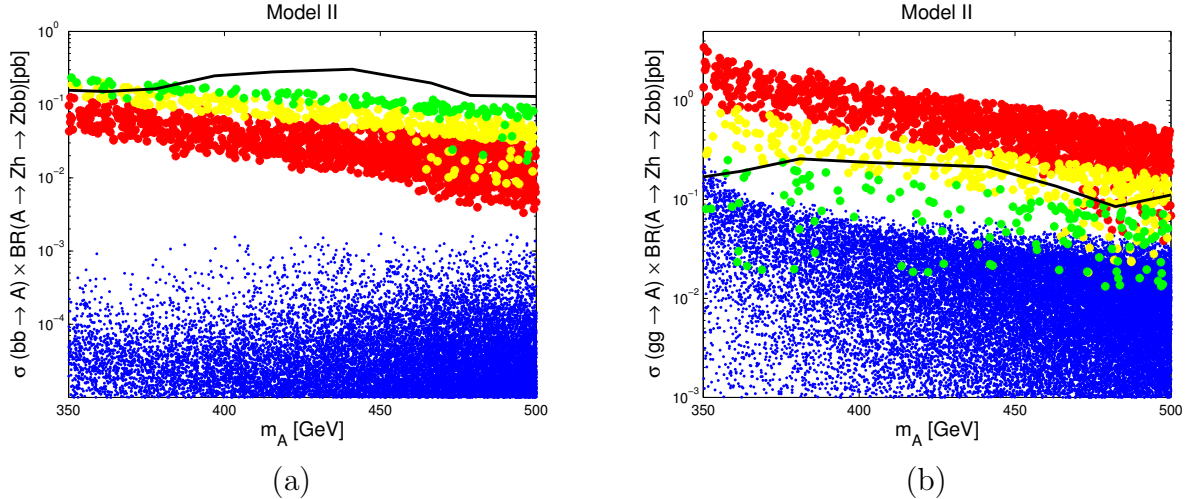 Model II
σ (bb → A) × BR(A → Zh → Zbb)[pb]
10^0
10^-1
10^-2
10^-3
10^-4
350
400
450
500
m_A [GeV]
(a)
Model II
σ (gg → A) × BR(A → Zh → Zbb)[pb]
10^0
10^-1
10^-2
10^-3
350
400
450
500
m_A [GeV]
(b)